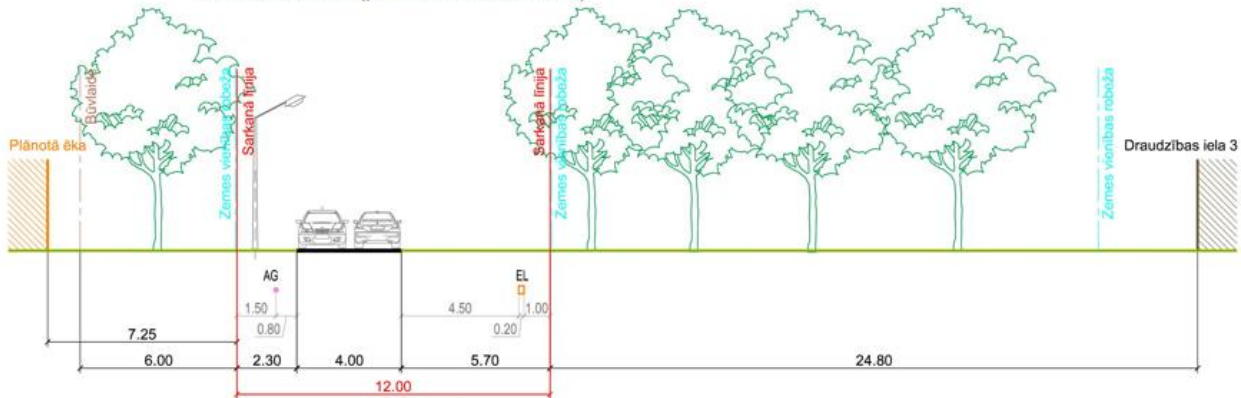 Būvlaide
Zemes vienības robeža
Sarkanā līnija
Sarkanā līnija
Zemes vienības robeža
Zemes vienības robeža
Plānotā ēka
Draudzības iela 3
AG
EL
1.50
4.50
1.00
0.80
0.20
7.25
6.00
2.30
4.00
5.70
24.80
12.00